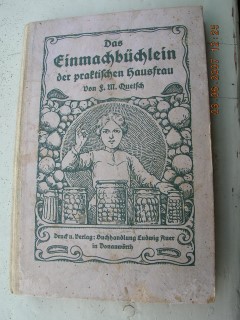 Das
Einmachbüchlein
der praktischen Hausfrau
Von F. M. Quetsch
Druck u. Verlag: Buchhandlung Ludwig Auer
in Donauwörth